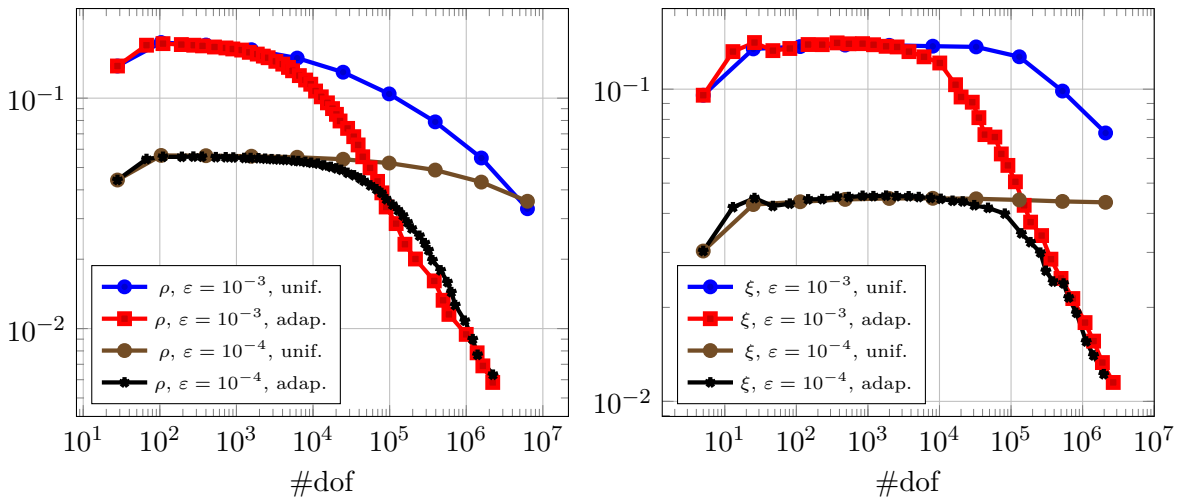 10^{-1}
10^{-2}
ρ, ε = 10^{-3}, unif.
ρ, ε = 10^{-3}, adap.
ρ, ε = 10^{-4}, unif.
ρ, ε = 10^{-4}, adap.
10^1 10^2 10^3 10^4 10^5 10^6 10^7
#dof
10^{-1}
10^{-2}
ξ, ε = 10^{-3}, unif.
ξ, ε = 10^{-3}, adap.
ξ, ε = 10^{-4}, unif.
ξ, ε = 10^{-4}, adap.
10^1 10^2 10^3 10^4 10^5 10^6 10^7
#dof